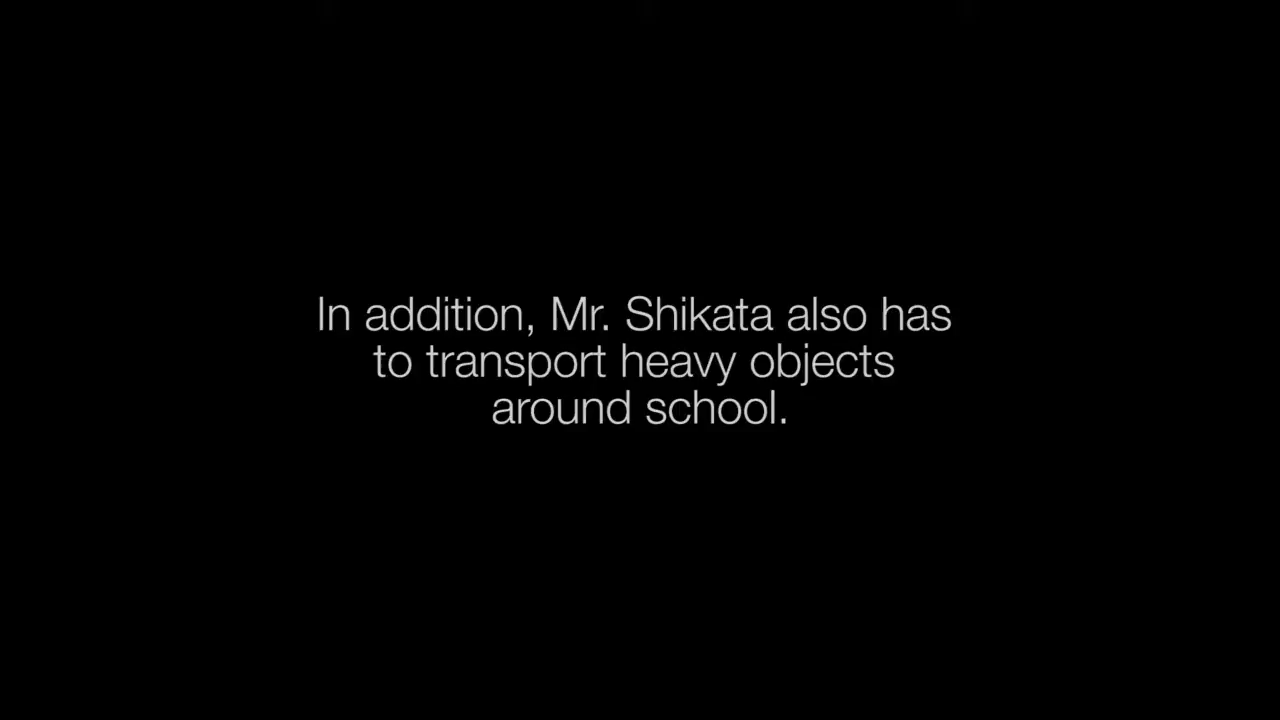 In addition, Mr. Shikata also has
to transport heavy objects
around school.